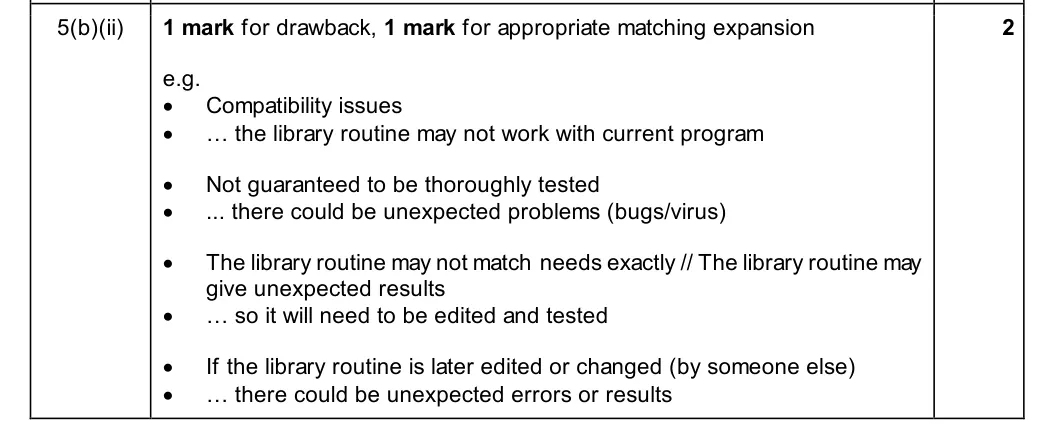 5(b)(ii) 1 mark for drawback, 1 mark for appropriate matching expansion 2
e.g.
• Compatibility issues
• … the library routine may not work with current program
• Not guaranteed to be thoroughly tested
• ... there could be unexpected problems (bugs/virus)
• The library routine may not match needs exactly // The library routine may
give unexpected results
• … so it will need to be edited and tested
• If the library routine is later edited or changed (by someone else)
• … there could be unexpected errors or results